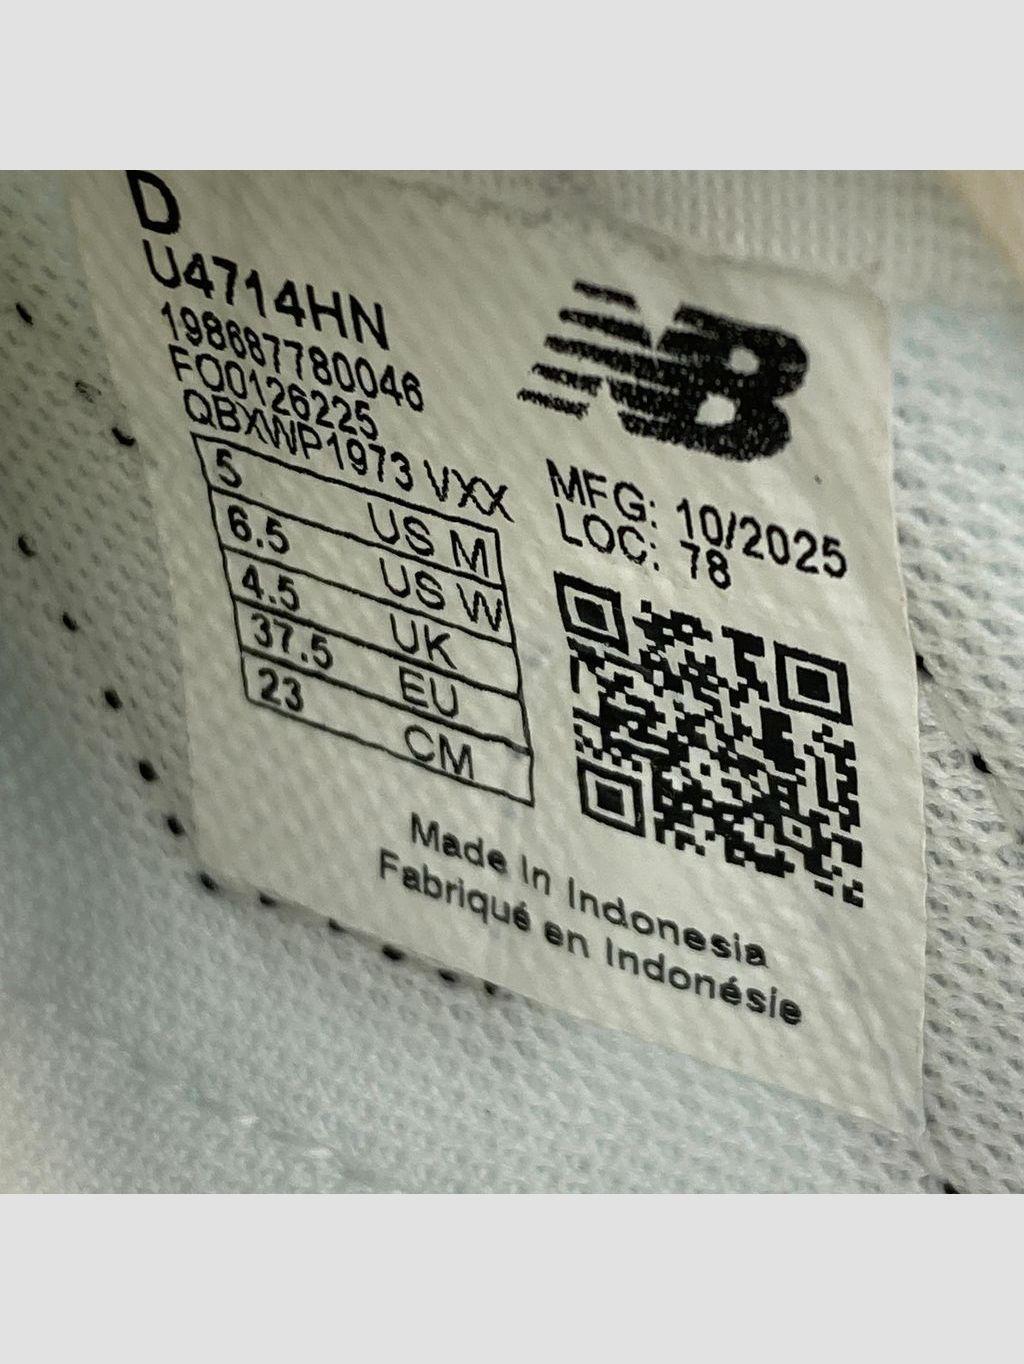 D
U4714HN
198687780046
FO0126225
QBXWP1973 VXX
5 US M
6.5 US W
4.5 UK
37.5 EU
23 CM
NB
MFG: 10/2025
LOC: 78
Made In Indonesia
Fabriqué en Indonésie